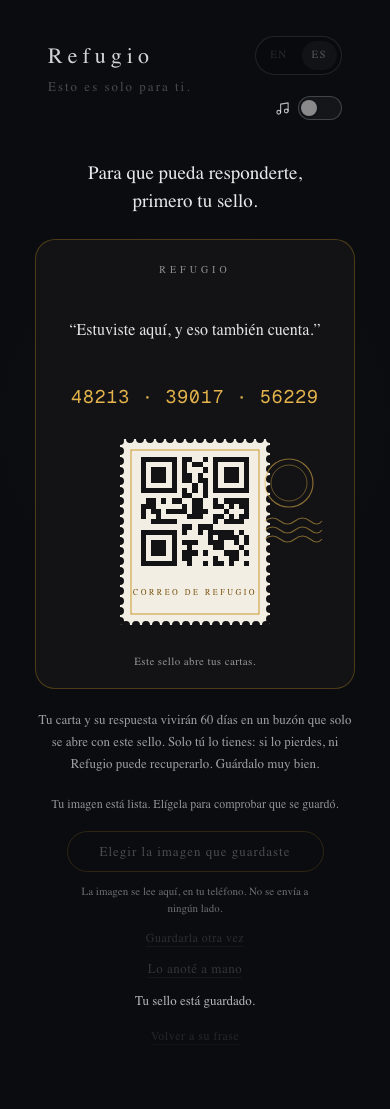 Refugio
EN ES
Esto es solo para ti.
Para que pueda responderte,
primero tu sello.
REFUGIO
“Estuviste aquí, y eso también cuenta.”
48213 · 39017 · 56229
CORREO DE REFUGIO
Este sello abre tus cartas.
Tu carta y su respuesta vivirán 60 días en un buzón que solo
se abre con este sello. Solo tú lo tienes: si lo pierdes, ni
Refugio puede recuperarlo. Guárdalo muy bien.
Tu imagen está lista. Elígela para comprobar que se guardó.
Elegir la imagen que guardaste
La imagen se lee aquí, en tu teléfono. No se envía a
ningún lado.
Guardarla otra vez
Lo anoté a mano
Tu sello está guardado.
Volver a su frase